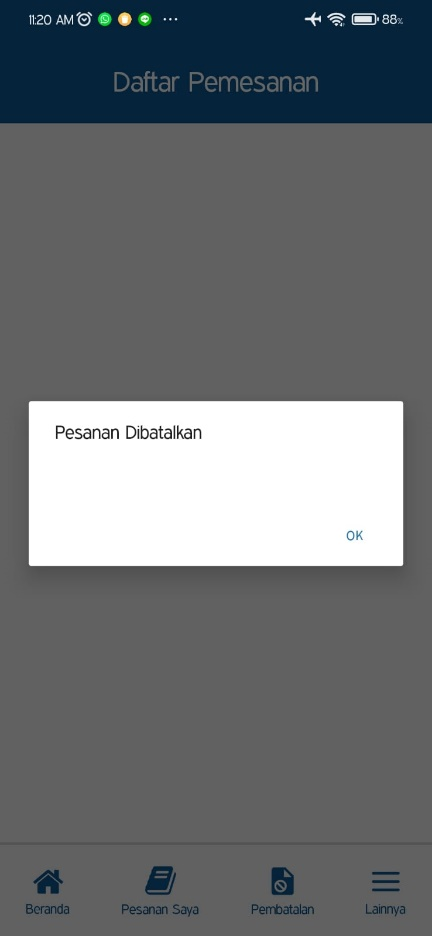 11:20 AM
88%
Daftar Pemesanan
Pesanan Dibatalkan
OK
Beranda
Pesanan Saya
Pembatalan
Lainnya